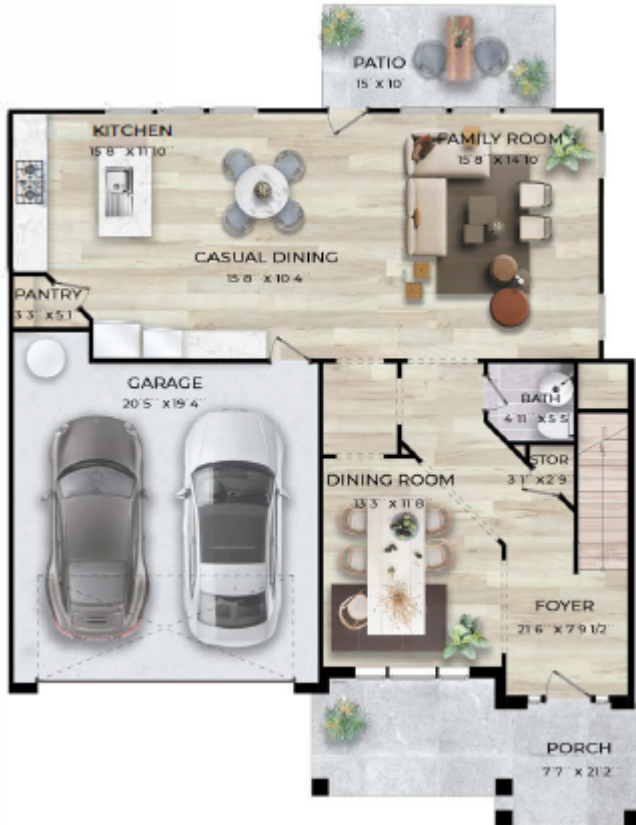 PATIO
15' X 10'
KITCHEN
15'8" X 11'10"
FAMILY ROOM
15'8" X 14'10"
CASUAL DINING
15'8" X 10'4"
PANTRY
3'3" X 5'1"
GARAGE
20'5" X 19'4"
BATH
4'11" X 5'5"
STOR
3'1" X 2'9"
DINING ROOM
13'3" X 11'8"
FOYER
21'6" X 7'9 1/2"
PORCH
7'7" X 21'2"